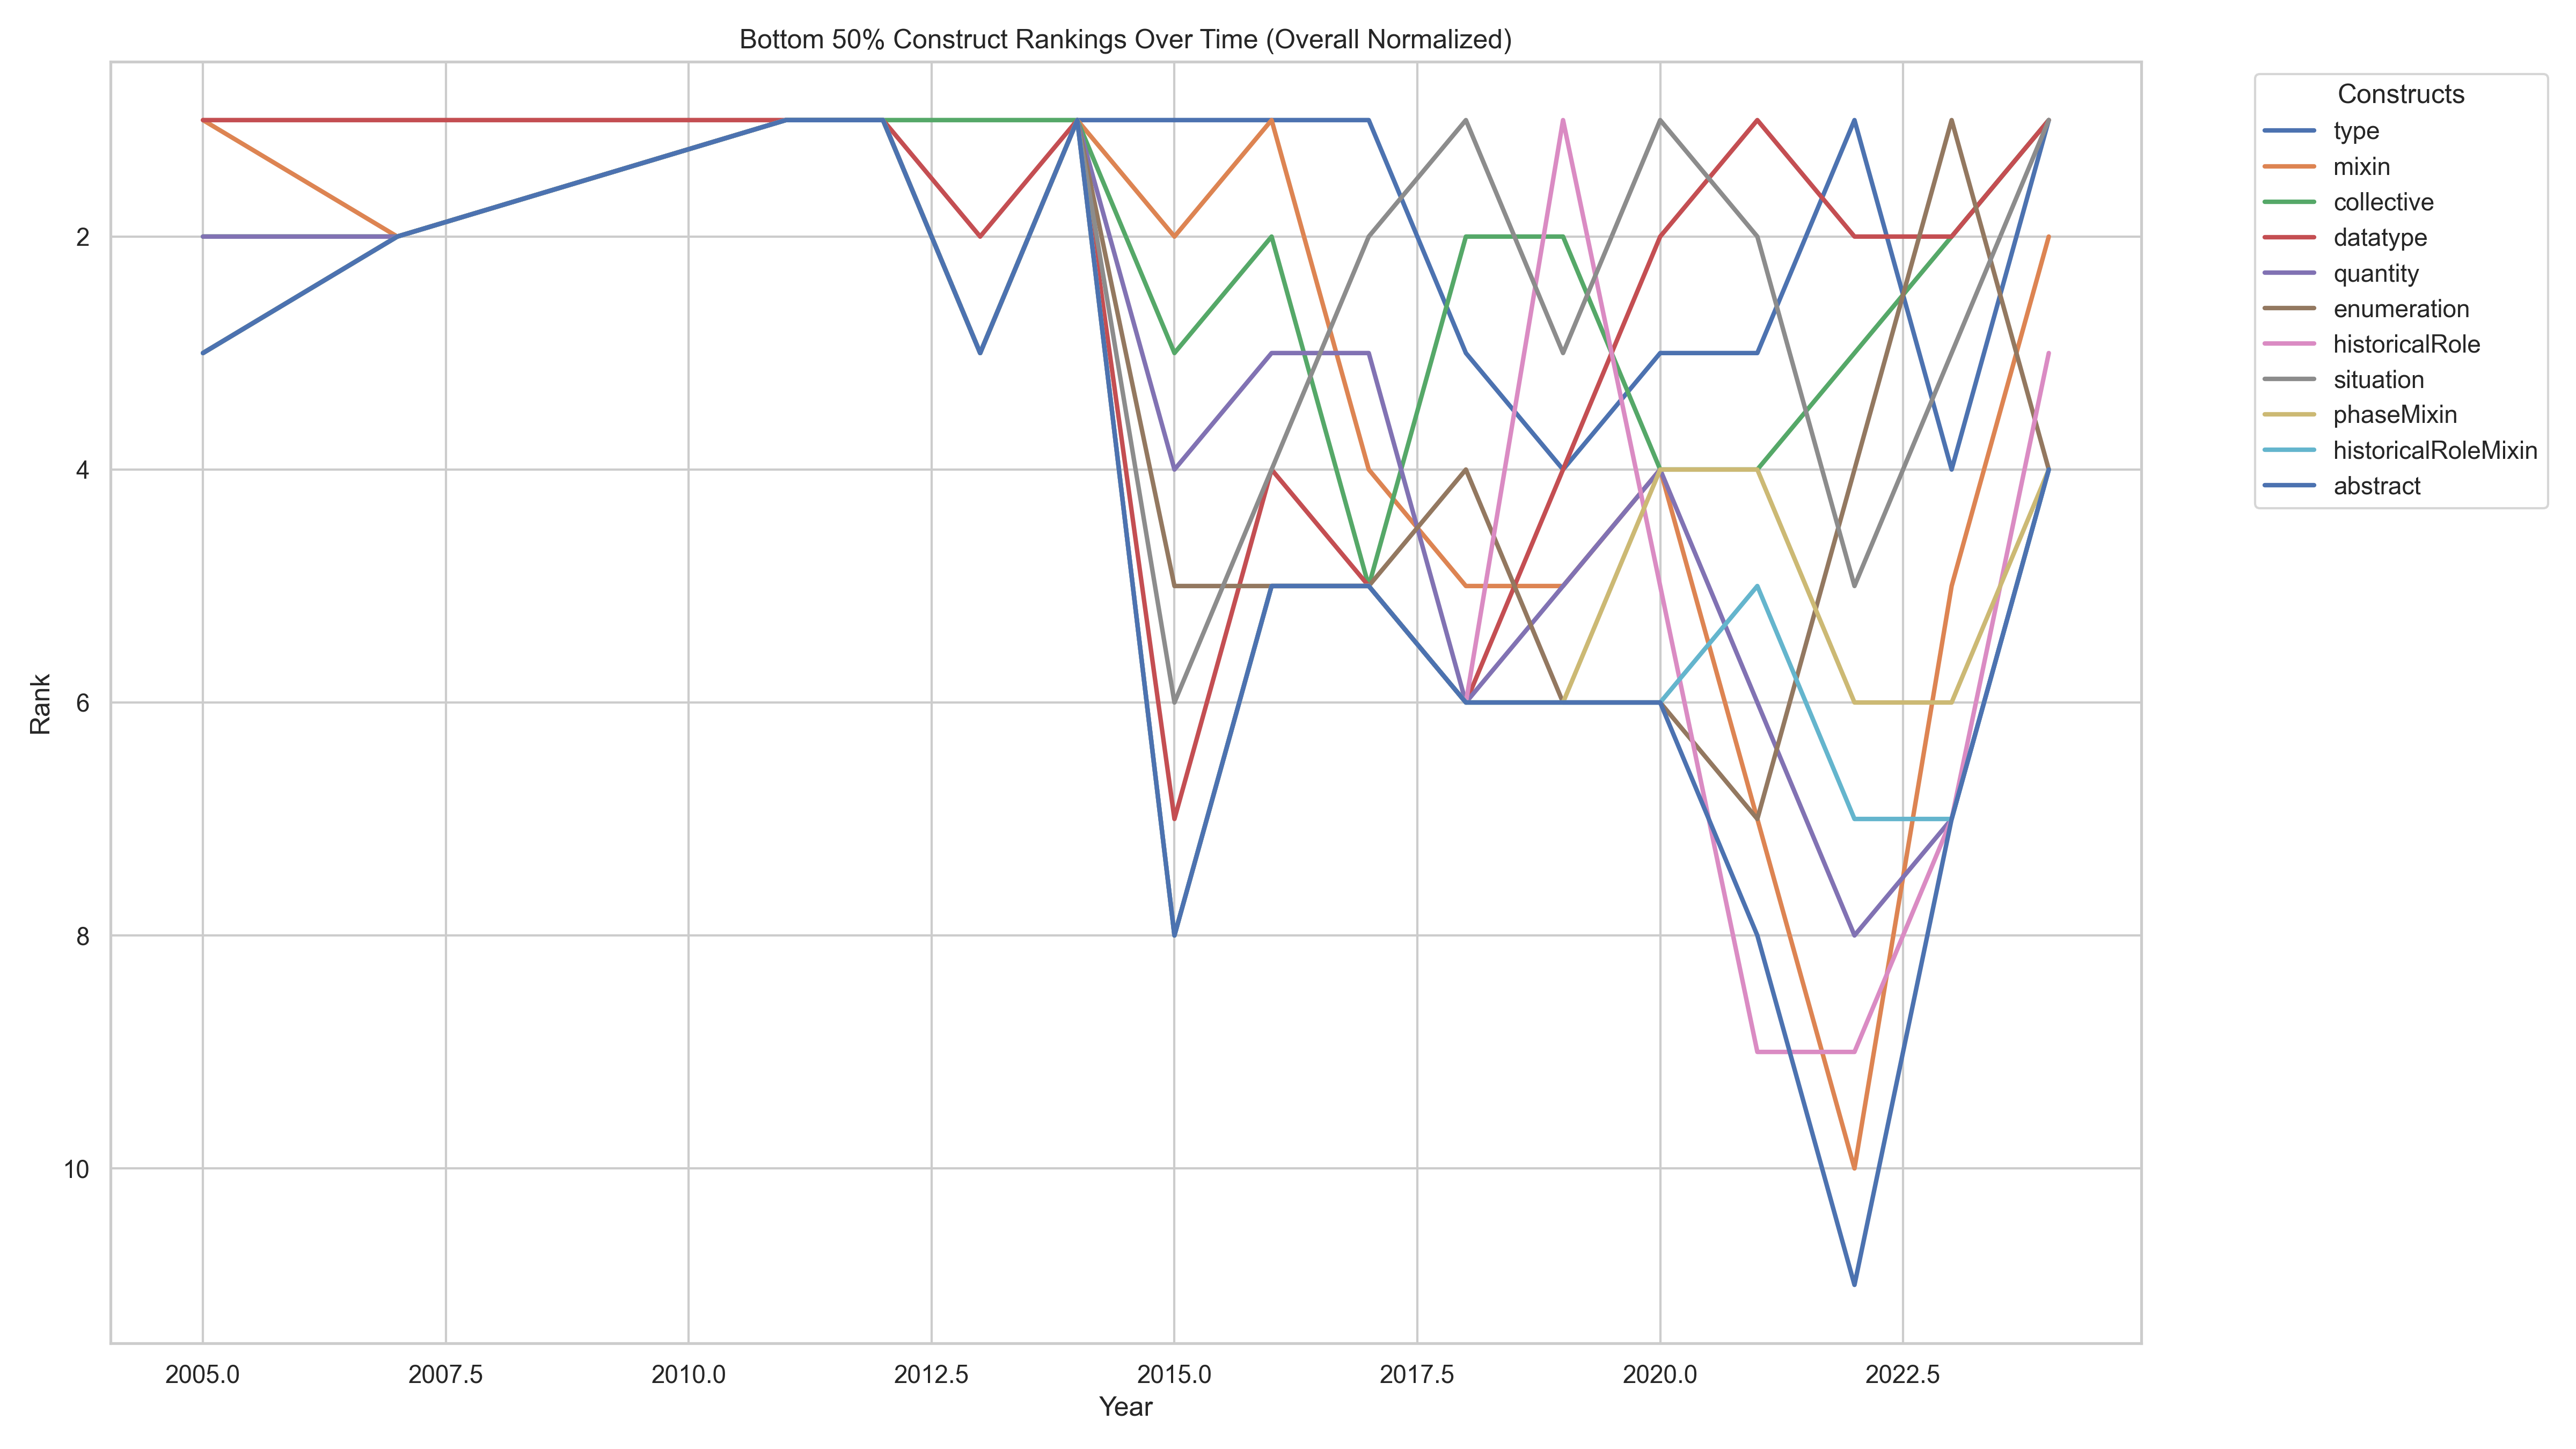 Bottom 50% Construct Rankings Over Time (Overall Normalized)
Constructs
type
mixin
collective
datatype
quantity
enumeration
historicalRole
situation
phaseMixin
historicalRoleMixin
abstract
Rank
2
4
6
8
10
2005.0 2007.5 2010.0 2012.5 2015.0 2017.5 2020.0 2022.5
Year